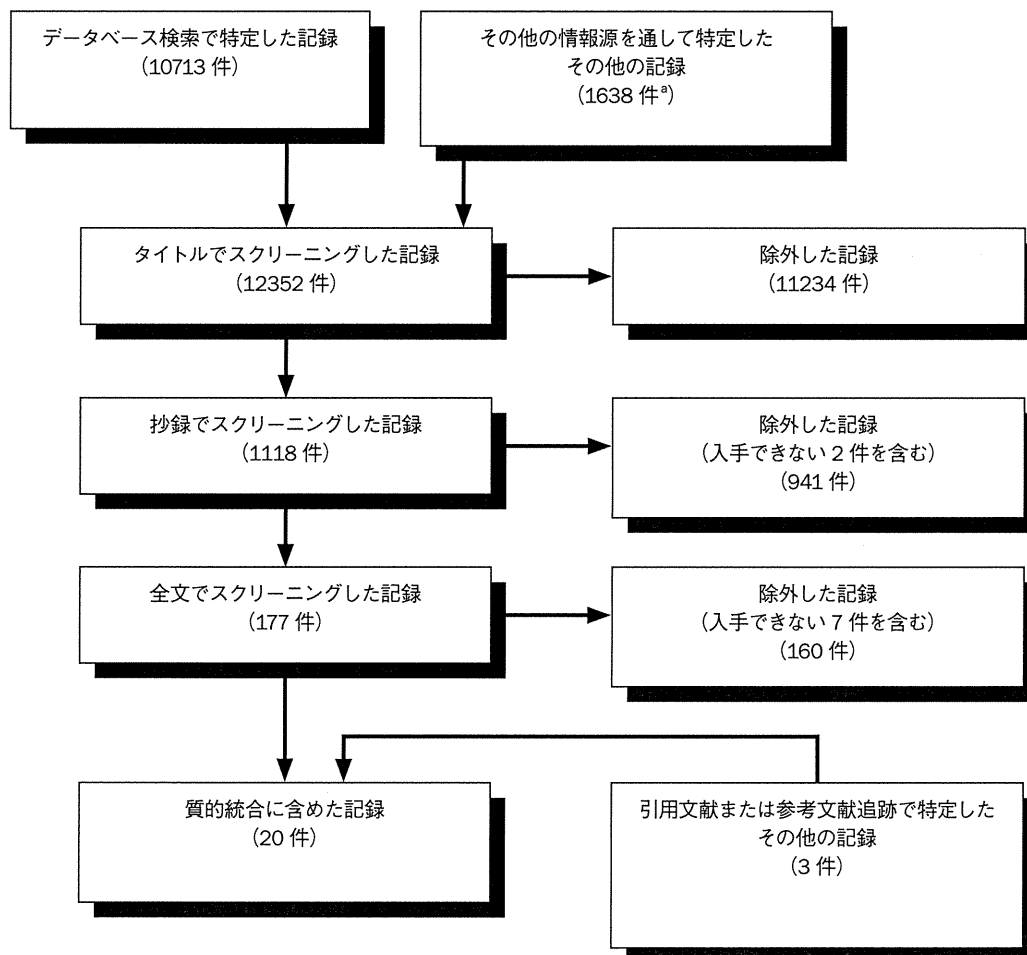 データベース検索で特定した記録
(10713 件)
その他の情報源を通して特定した
その他の記録
(1638 件a)
タイトルでスクリーニングした記録
(12352 件)
除外した記録
(11234 件)
抄録でスクリーニングした記録
(1118 件)
除外した記録
(入手できない 2 件を含む)
(941 件)
全文でスクリーニングした記録
(177 件)
除外した記録
(入手できない 7 件を含む)
(160 件)
質的統合に含めた記録
(20 件)
引用文献または参考文献追跡で特定した
その他の記録
(3 件)